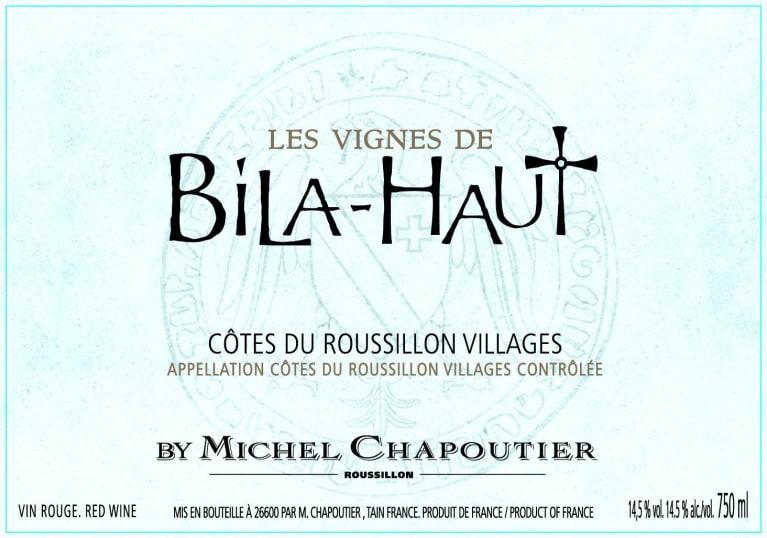 LES VIGNES DE
BILA-HAUT
CÔTES DU ROUSSILLON VILLAGES
APPELLATION CÔTES DU ROUSSILLON VILLAGES CONTRÔLÉE
BY MICHEL CHAPOUTIER
ROUSSILLON
VIN ROUGE. RED WINE MIS EN BOUTEILLE À 26600 PAR M. CHAPOUTIER , TAIN FRANCE. PRODUIT DE FRANCE / PRODUCT OF FRANCE 14,5 % vol. 14.5 % alc./vol. 750 ml